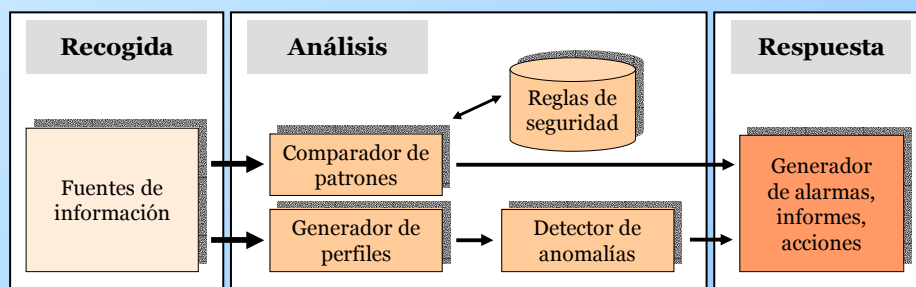 Recogida
Análisis
Respuesta
Reglas de
seguridad
Fuentes de
información
Comparador de
patrones
Generador de
perfiles
Detector de
anomalías
Generador
de alarmas,
informes,
acciones